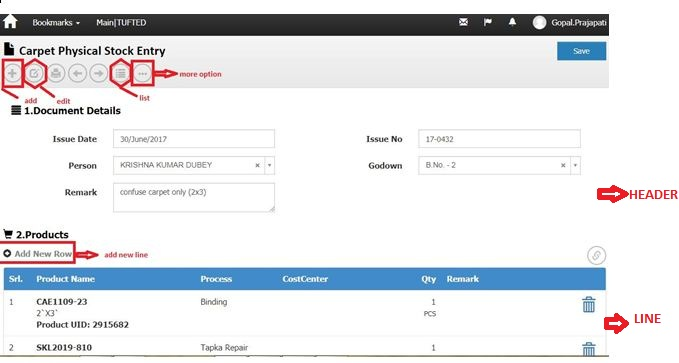 Bookmarks Main|TUFTED Gopal.Prajapati
Carpet Physical Stock Entry Save
more option
add edit list
1.Document Details
Issue Date 30/June/2017 Issue No 17-0432
Person KRISHNA KUMAR DUBEY × Godown B.No. - 2 ×
Remark confuse carpet only (2x3)
HEADER
2.Products
Add New Row add new line
Srl. Product Name Process CostCenter Qty Remark
1 CAE1109-23 Binding 1
2`X3` PCS
Product UID: 2915682
LINE
2 SKL2019-810 Tapka Repair 1